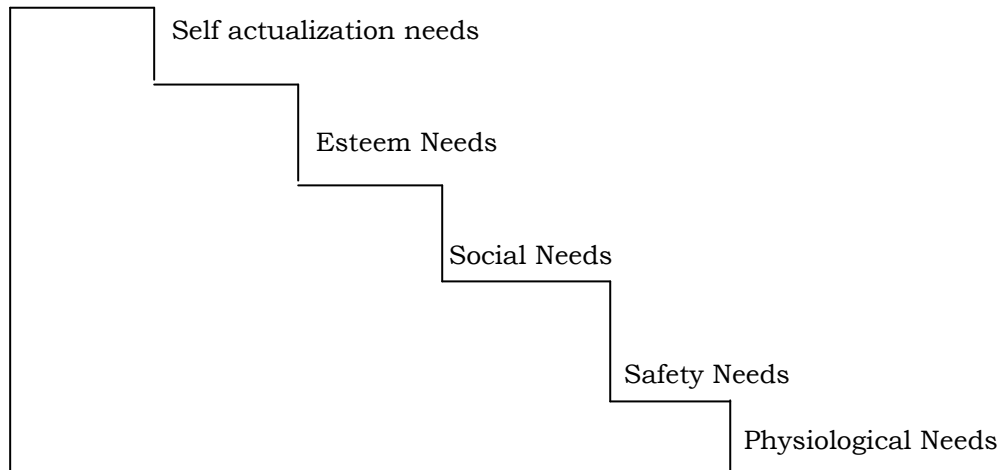 Self actualization needs
Esteem Needs
Social Needs
Safety Needs
Physiological Needs